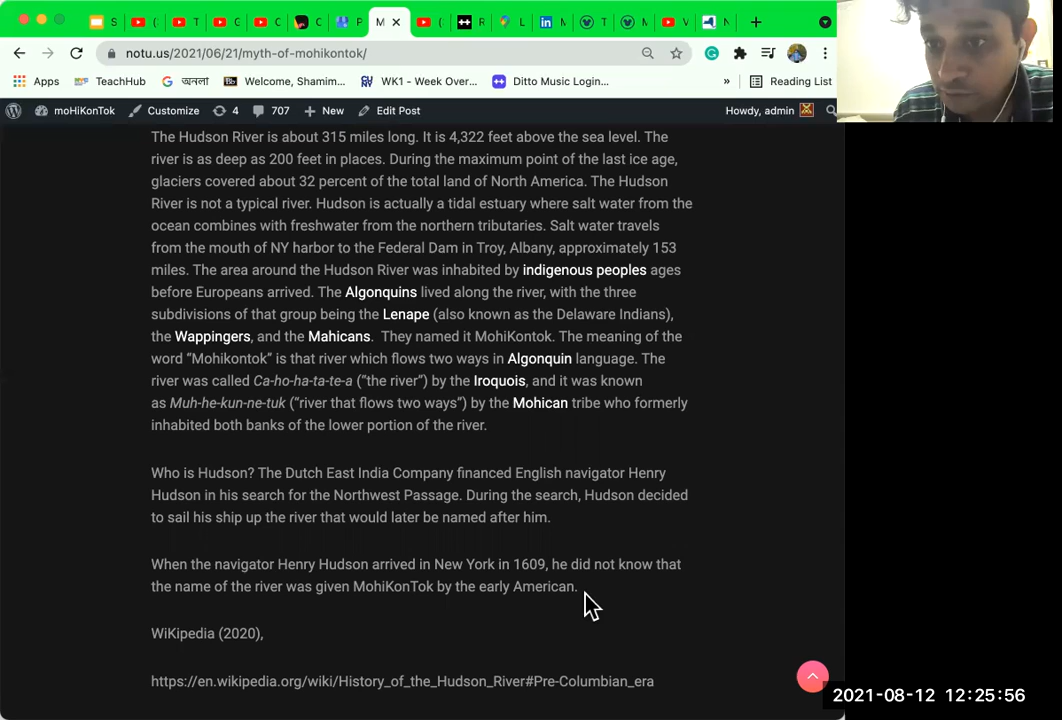 S
T
C
C
C
P
M
(
R
L
M
T
M
V
N
notu.us/2021/06/21/myth-of-mohikontok/
Apps TeachHub অনলা Welcome, Shamim... WK1 - Week Over... Ditto Music Login... » Reading List
moHiKonTok Customize 4 707 New Edit Post Howdy, admin
The Hudson River is about 315 miles long. It is 4,322 feet above the sea level. The
river is as deep as 200 feet in places. During the maximum point of the last ice age,
glaciers covered about 32 percent of the total land of North America. The Hudson
River is not a typical river. Hudson is actually a tidal estuary where salt water from the
ocean combines with freshwater from the northern tributaries. Salt water travels
from the mouth of NY harbor to the Federal Dam in Troy, Albany, approximately 153
miles. The area around the Hudson River was inhabited by indigenous peoples ages
before Europeans arrived. The Algonquins lived along the river, with the three
subdivisions of that group being the Lenape (also known as the Delaware Indians),
the Wappingers, and the Mahicans. They named it MohiKontok. The meaning of the
word “Mohikontok” is that river which flows two ways in Algonquin language. The
river was called Ca-ho-ha-ta-te-a (“the river”) by the Iroquois, and it was known
as Muh-he-kun-ne-tuk (“river that flows two ways”) by the Mohican tribe who formerly
inhabited both banks of the lower portion of the river.
Who is Hudson? The Dutch East India Company financed English navigator Henry
Hudson in his search for the Northwest Passage. During the search, Hudson decided
to sail his ship up the river that would later be named after him.
When the navigator Henry Hudson arrived in New York in 1609, he did not know that
the name of the river was given MohiKonTok by the early American.
WiKipedia (2020),
https://en.wikipedia.org/wiki/History_of_the_Hudson_River#Pre-Columbian_era
2021-08-12 12:25:56